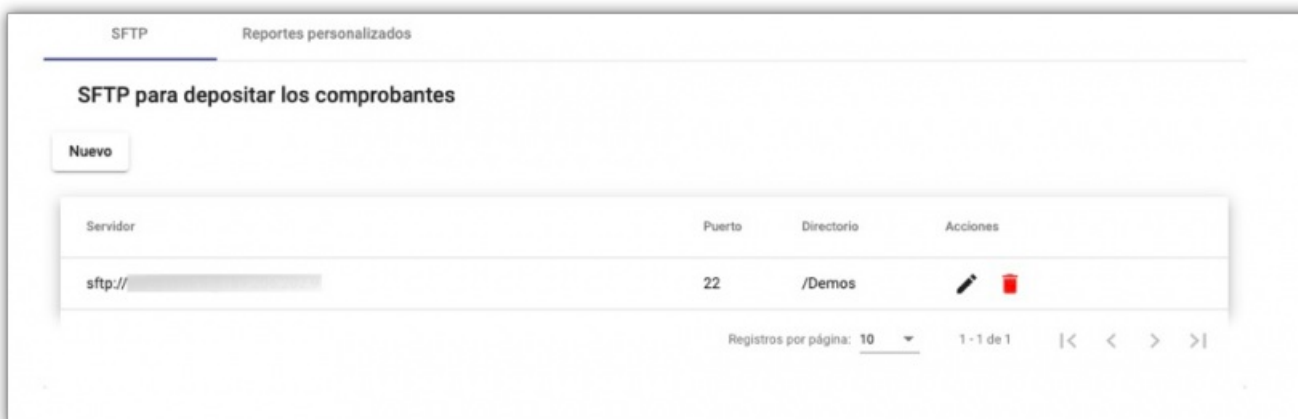 SFTP Reportes personalizados
SFTP para depositar los comprobantes
Nuevo
Servidor Puerto Directorio Acciones
sftp:// 22 /Demos
Registros por página: 10 1-1 de 1